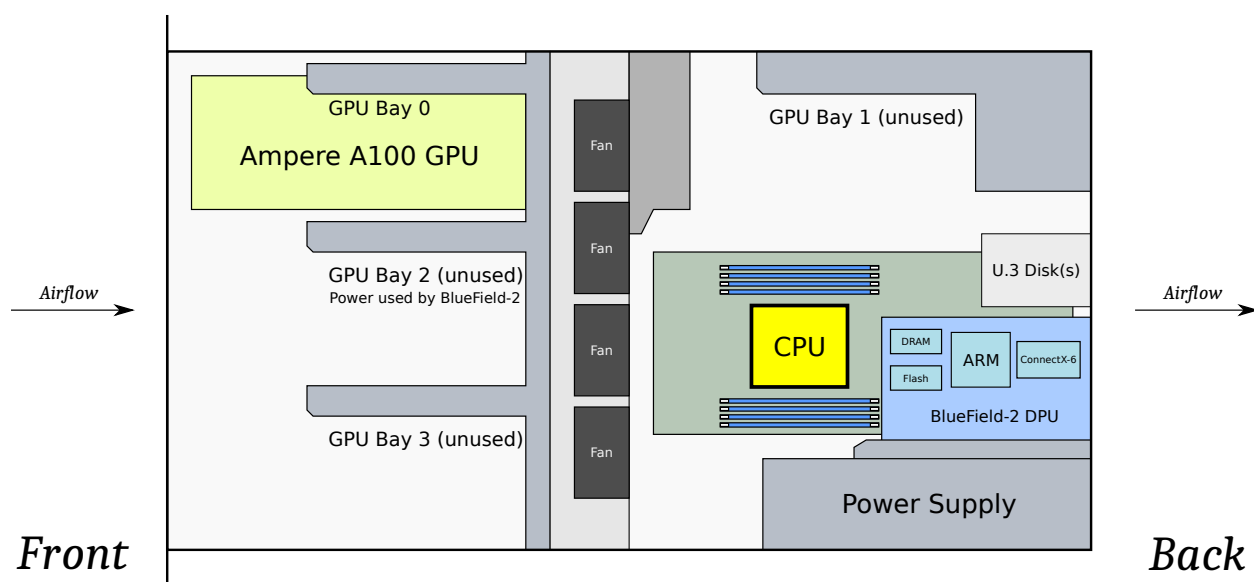 GPU Bay 0
Ampere A100 GPU
GPU Bay 2 (unused)
Power used by BlueField-2
GPU Bay 3 (unused)
Airflow
Front
Fan
Fan
Fan
Fan
GPU Bay 1 (unused)
U.3 Disk(s)
CPU
DRAM
Flash
ARM
ConnectX-6
BlueField-2 DPU
Power Supply
Airflow
Back